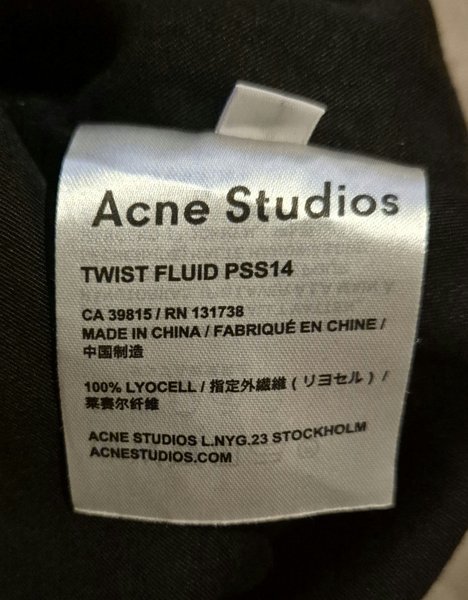 Acne Studios
TWIST FLUID PSS14
CA 39815 / RN 131738
MADE IN CHINA / FABRIQUÉ EN CHINE /
中国制造
100% LYOCELL / 指定外繊維 ( リヨセル ) /
莱赛尔纤维
ACNE STUDIOS L.NYG.23 STOCKHOLM
ACNESTUDIOS.COM